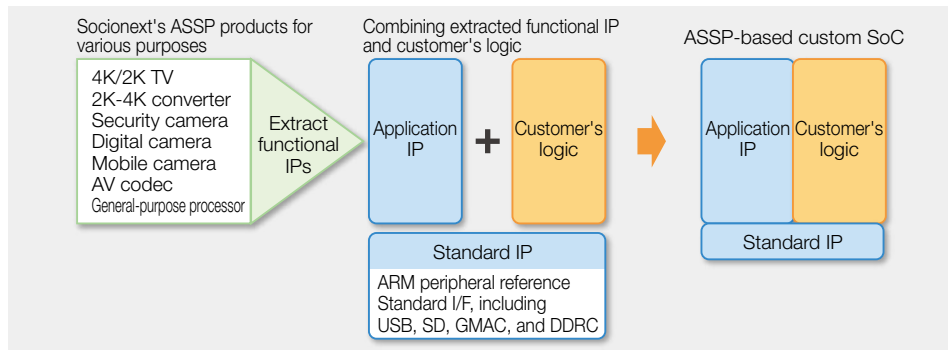 Socionext's ASSP products for
various purposes
4K/2K TV
2K-4K converter
Security camera
Digital camera
Mobile camera
AV codec
General-purpose processor
Extract
functional
IPs
Combining extracted functional IP
and customer's logic
Application
IP
+
Customer's
logic
Standard IP
ARM peripheral reference
Standard I/F, including
USB, SD, GMAC, and DDRC
ASSP-based custom SoC
Application
IP
Customer's
logic
Standard IP